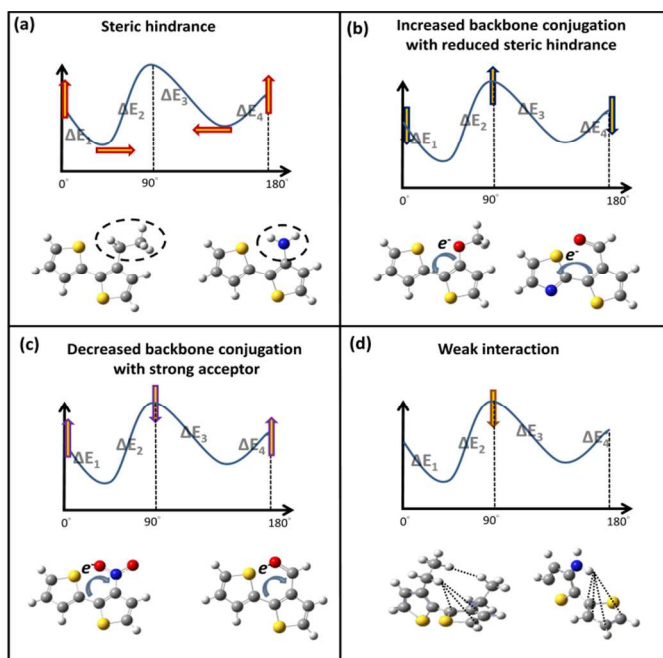 (a)
Steric hindrance
ΔE₁
ΔE₂
ΔE₃
ΔE₄
0°
90°
180°
(b)
Increased backbone conjugation
with reduced steric hindrance
ΔE₁
ΔE₂
ΔE₃
ΔE₄
0°
90°
180°
e⁻
e⁻
(c)
Decreased backbone conjugation
with strong acceptor
ΔE₁
ΔE₂
ΔE₃
ΔE₄
0°
90°
180°
e⁻
e⁻
(d)
Weak interaction
ΔE₁
ΔE₂
ΔE₃
ΔE₄
0°
90°
180°